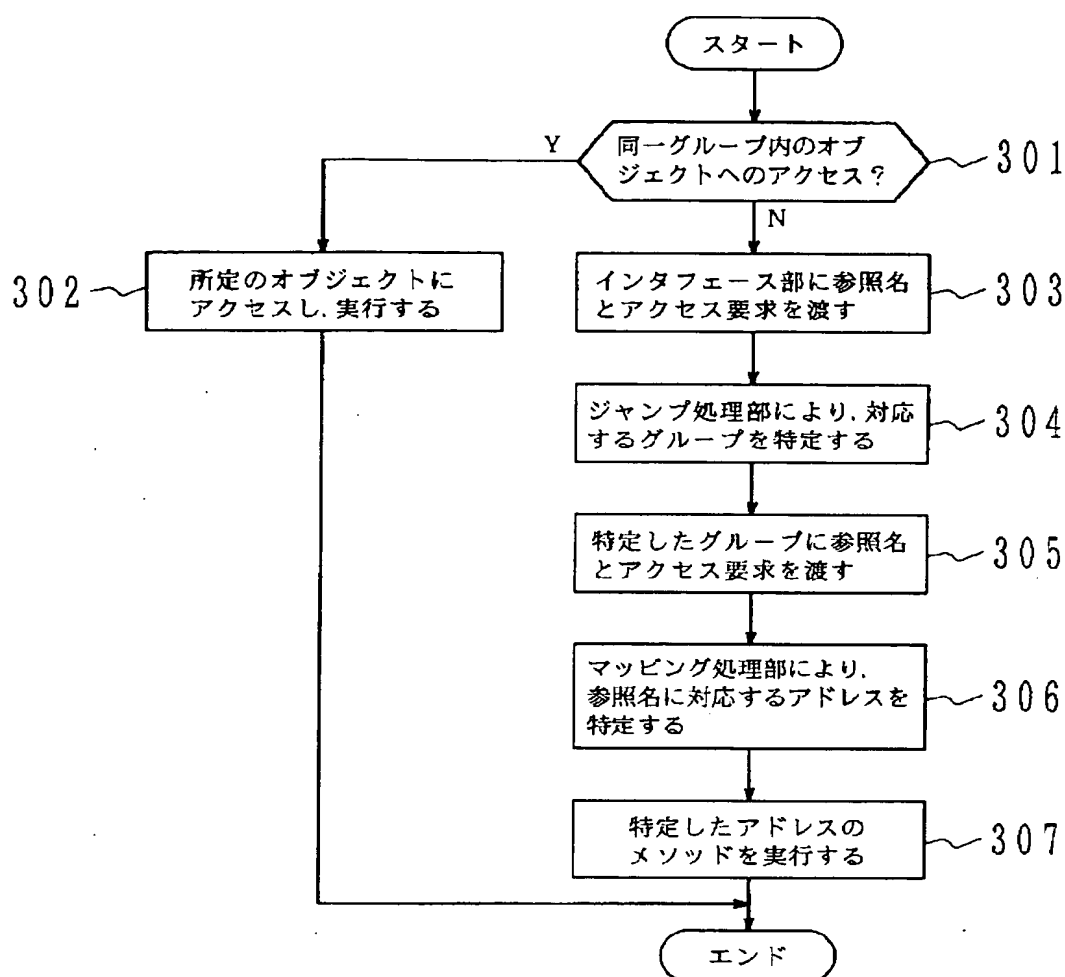 スタート
Y
同一グループ内のオブ
ジェクトへのアクセス?
301
N
302
所定のオブジェクトに
アクセスし,実行する
インタフェース部に参照名
とアクセス要求を渡す
303
ジャンプ処理部により,対応
するグループを特定する
304
特定したグループに参照名
とアクセス要求を渡す
305
マッピング処理部により,
参照名に対応するアドレスを
特定する
306
特定したアドレスの
メソッドを実行する
307
エンド